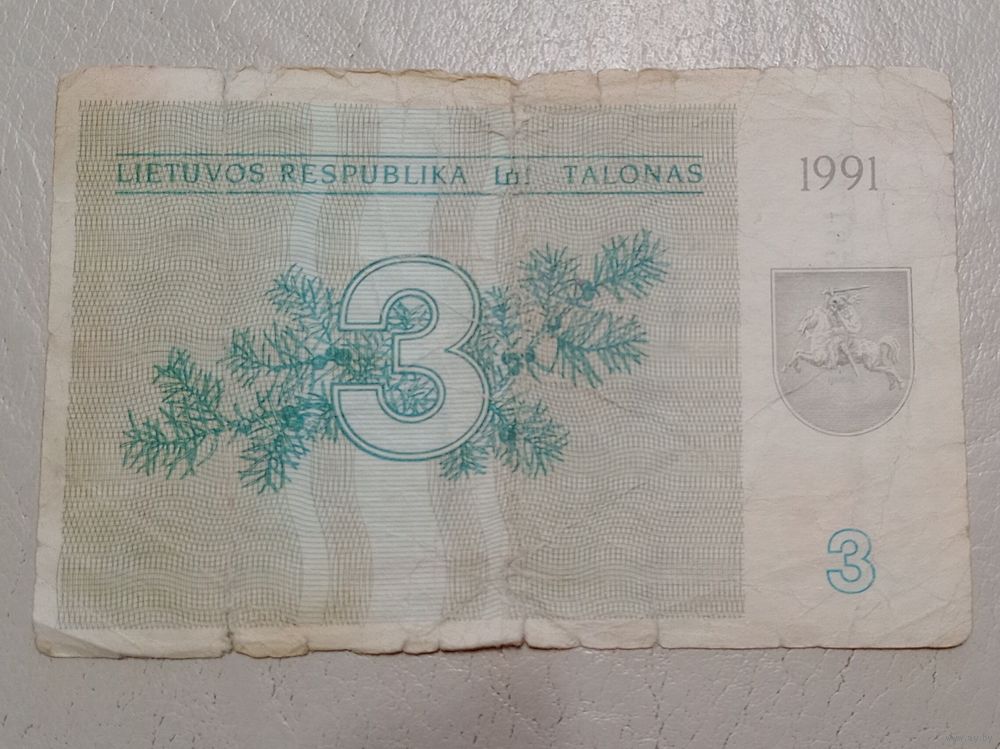 LIETUVOS RESPUBLIKA TALONAS
1991
3
3